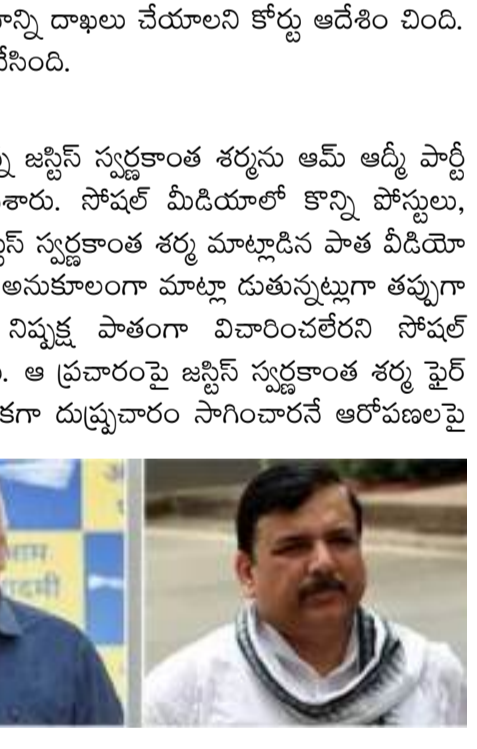 దాఖలు చేయాలని కోర్టు ఆదేశిం చింది.
జస్టిస్ స్వర్ణకాంత శర్మను ఆమ్ ఆద్మీ పార్టీ
సోషల్ మీడియాలో కొన్ని పోస్టులు,
స్వర్ణకాంత శర్మ మాట్లాడిన పాత వీడియో
అనుకూలంగా మాట్లా డుతున్నట్లుగా తప్పుగా
నిష్పక్ష పాతంగా విచారించలేరని సోషల్
ఆ ప్రచారంపై జస్టిస్ స్వర్ణకాంత శర్మ ఫైర్
దుష్ప్రచారం సాగించారనే ఆరోపణలపై